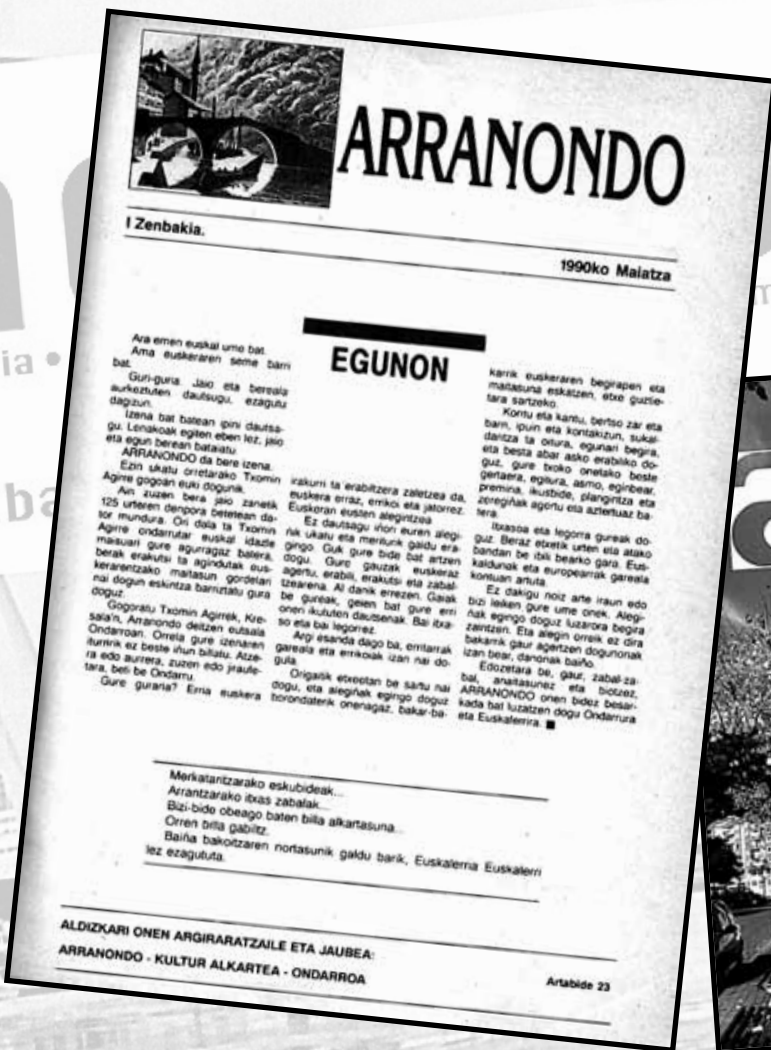 ARRANONDO
I Zenbakia.
1990ko Maiatza
EGUNON
Ara emen euskal ume bat.
Ama euskeraren seme barri
bat.
Guri-guria. Jaio eta bereala
aurkeztuten dautsugu, ezagutu
dagizun.
Izena bat batean ipini dautsa-
gu. Lenakoak egiten eben lez, jaio
eta egun berean bataiatu
ARRANONDO da bere izena.
Ezin ukatu orretarako Txomin
Agirre gogoan euki dogunik.
Ain zuzen bera jaio zanetik
125 urteren denpora betetean da-
tor mundura. Ori dala ta Txomin
Agirre ondarrutar euskal idazle
maisuari gure agurragaz batera,
berak erakutsi ta agindutak eus-
kerarentzako maitasun gordetari
nai dogun eskintza barriztatu gura
doguz.
Gogoratu Txomin Agirrek, Kre-
sala'n, Arranondo deitzen eutsala
Ondarroari. Orrela gure izenaren
iturririk ez beste iñun billatu. Atze-
ra edo aurrera, zuzen edo jiraule-
tara, beti be Ondarru.
Gure guraria? Erria euskera
irakurri ta erabiltzera zaletzea da,
euskera erraz, errikoi eta jatorrez.
Euskeran eusten alegintzea
Ez dautsagu iñori euren alegi-
ñik ukatu eta meriturik galdu era-
gingo. Guk gure bide bat artzen
dogu. Gure gauzak euskeraz
agertu, erabili, erakutsi eta zabal-
tzearena. Al danik errezen. Gaiak
be gureak, geien bat gure erri
onen ikututen dautsenak. Bai itxa-
so eta bai legorrez.
Argi esanda dago ba, erritarrak
gareala eta errikoiak izan nai do-
gula.
Origaitik etxeetan be sartu nai
dogu, eta alegiñak egingo doguz
borondaterik onenagaz, bakar-ba-
karrik euskeraren begirapen eta
maitasuna eskatzen, etxe guztie-
tara sartzeko.
Kontu eta kantu, bertso zar eta
barri, ipuin eta kontakizun, sukal-
daritza ta oitura, egunari begira,
eta besta abar asko erabiliko do-
guz, gure txoko onetako beste
gertaera, egitura, asmo, eginbear,
premina, ikusbide, plangintza eta
zeregiñak agertu eta aztertuaz ba-
tera.
Itxasoa eta legorra gureak do-
guz. Beraz etxetik urten eta atako
bandan be ibili bearko gara. Eus-
kaldunak eta europearrak gareala
kontuan artuta.
Ez dakigu noiz arte iraun edo
bizi leiken gure ume onek. Alegi-
ñak egingo doguz luzarora begira
zaintzen. Eta alegin orreik ez dira
bakarrik gaur agertzen dogunonak
izan bear, danonak baiño.
Edozetara be, gaur, zabal-za-
bal, anaitasunez eta biotzez,
ARRANONDO onen bidez besar-
kada bat luzatzen dogu Ondarrura
eta Euskalerrira. ■
Merkataritzarako eskubideak...
Arrantzarako itxas zabalak...
Bizi-bide obeago baten billa alkartasuna...
Orren billa gabiltz.
Baiña bakoitzaren nortasunik galdu barik, Euskalerria Euskalerri
lez ezagututa.
ALDIZKARI ONEN ARGIRARATZAILE ETA JAUBEA:
ARRANONDO - KULTUR ALKARTEA - ONDARROA
Artabide 23